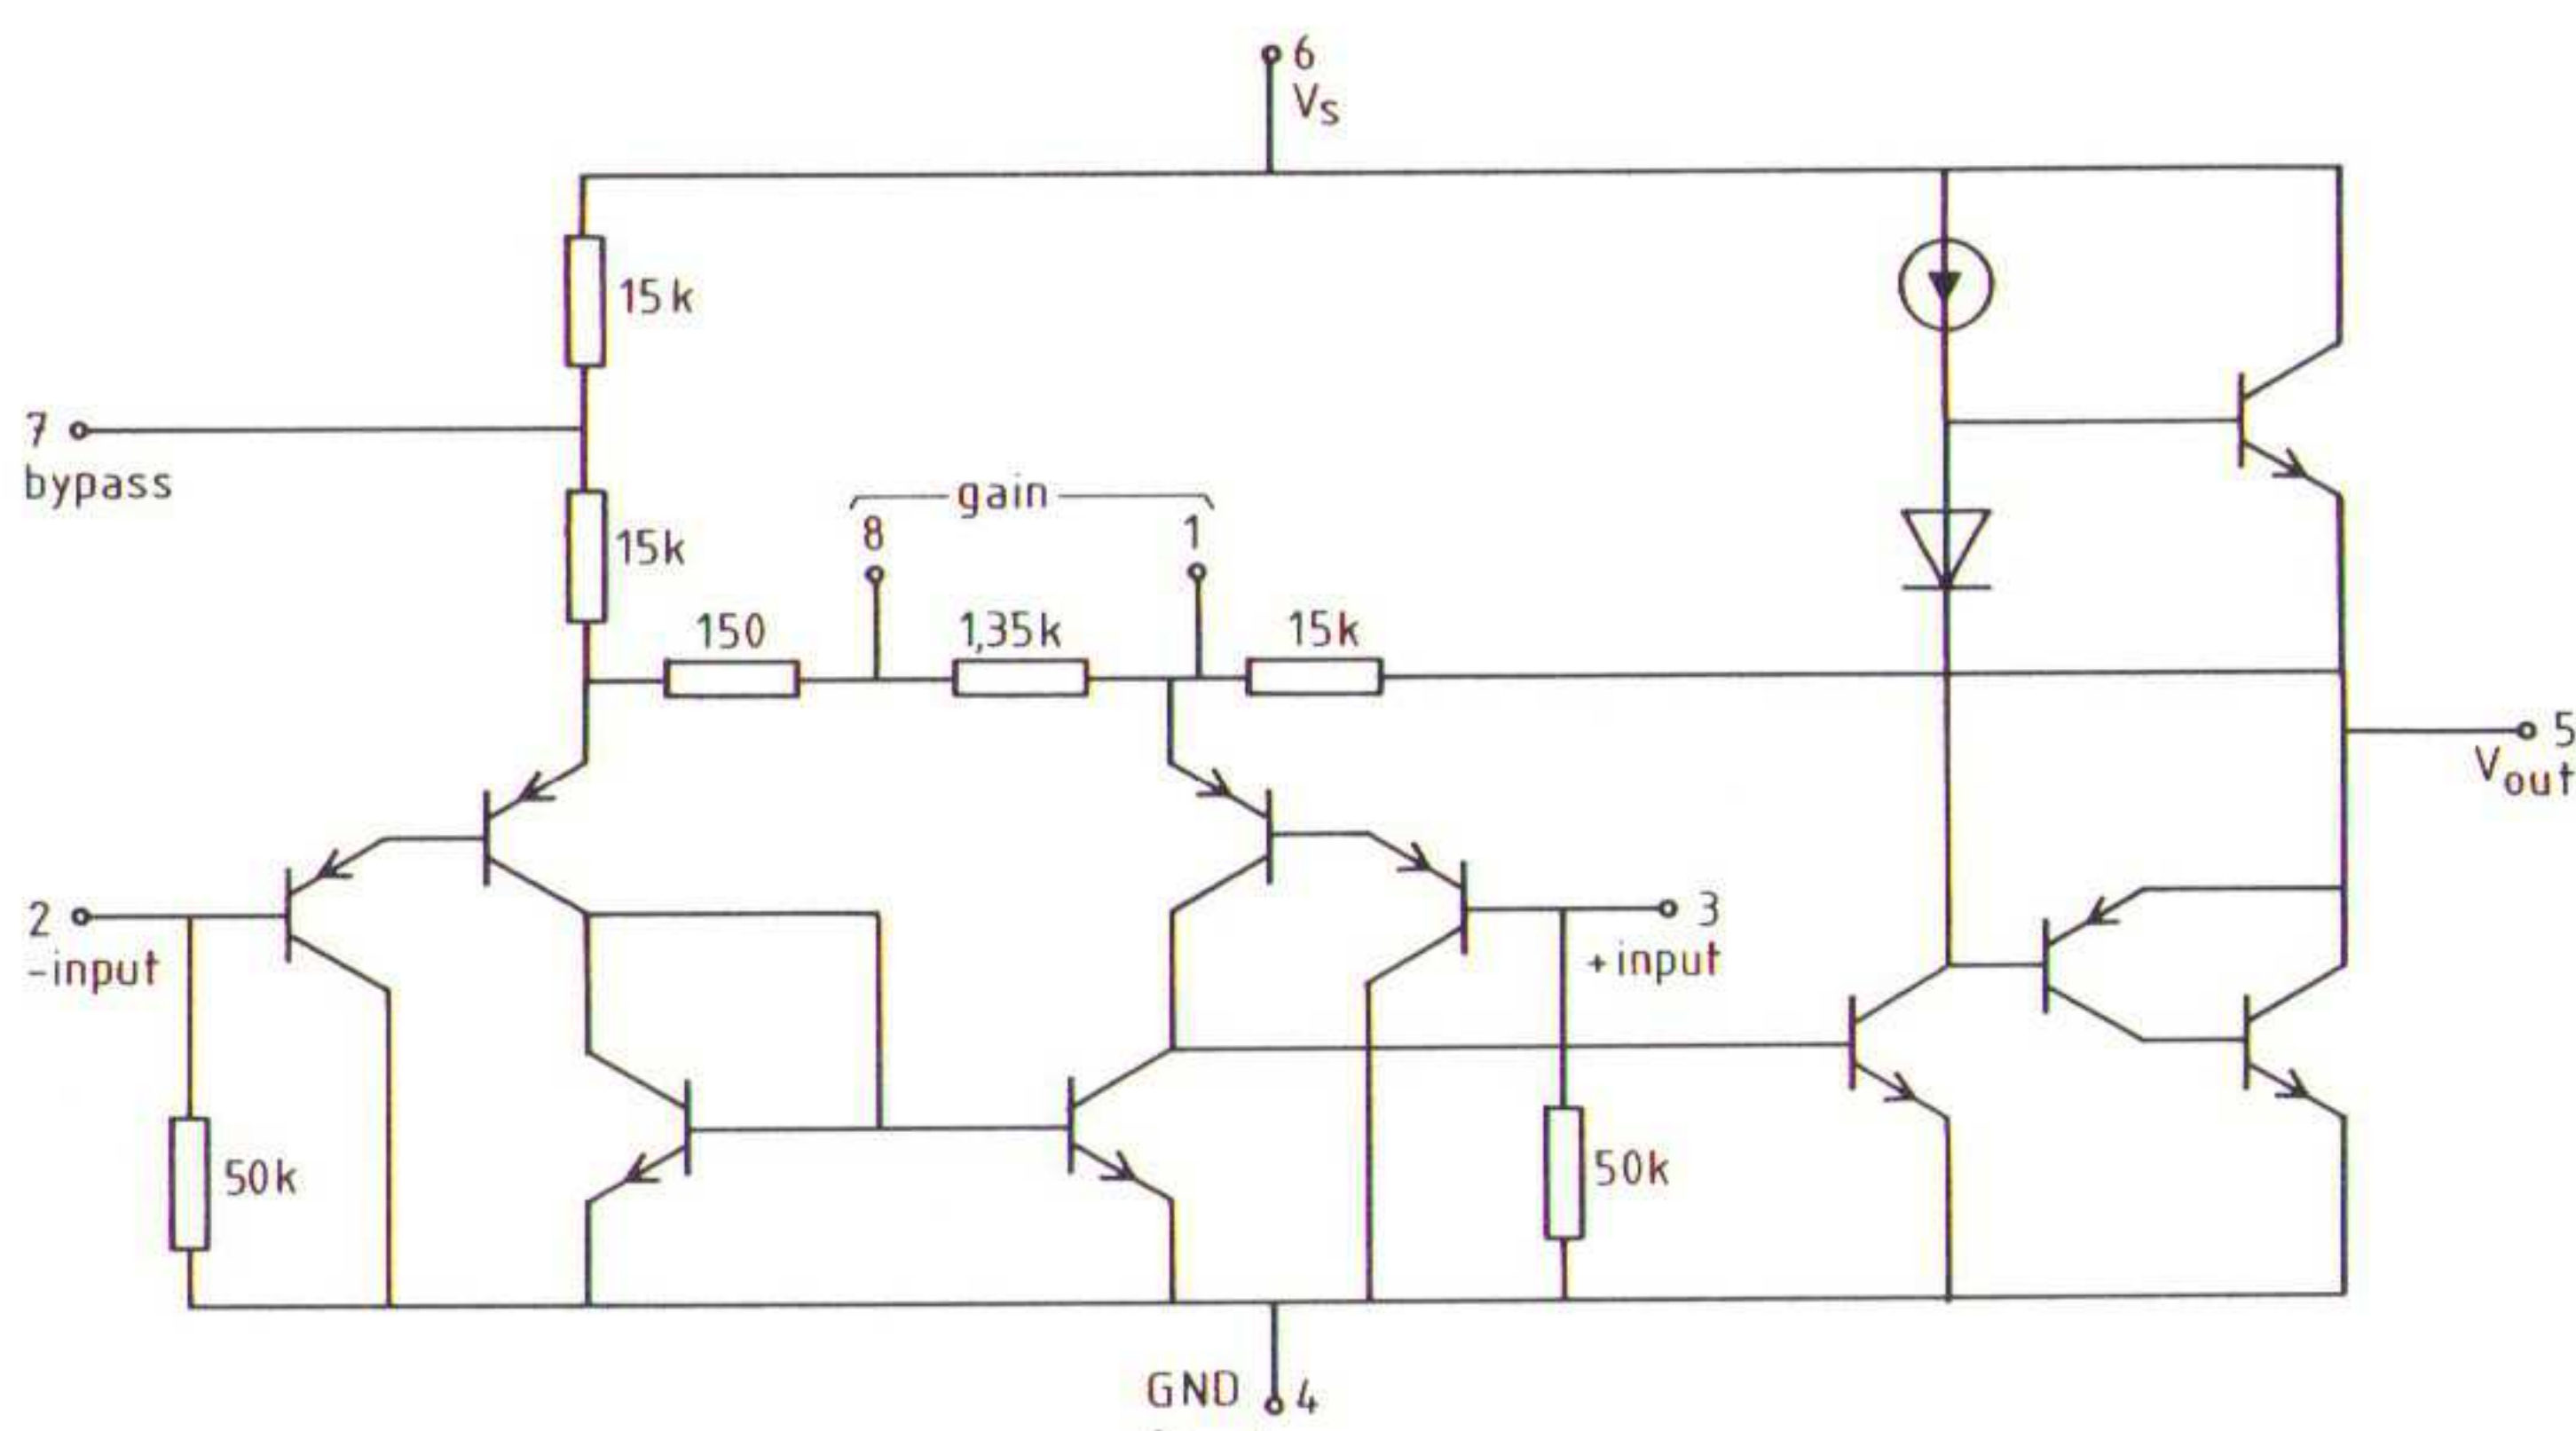 6
VS
15k
7
bypass
15k
gain
8
1
150
1,35k
15k
5
Vout
2
-input
3
+input
50k
50k
GND
4